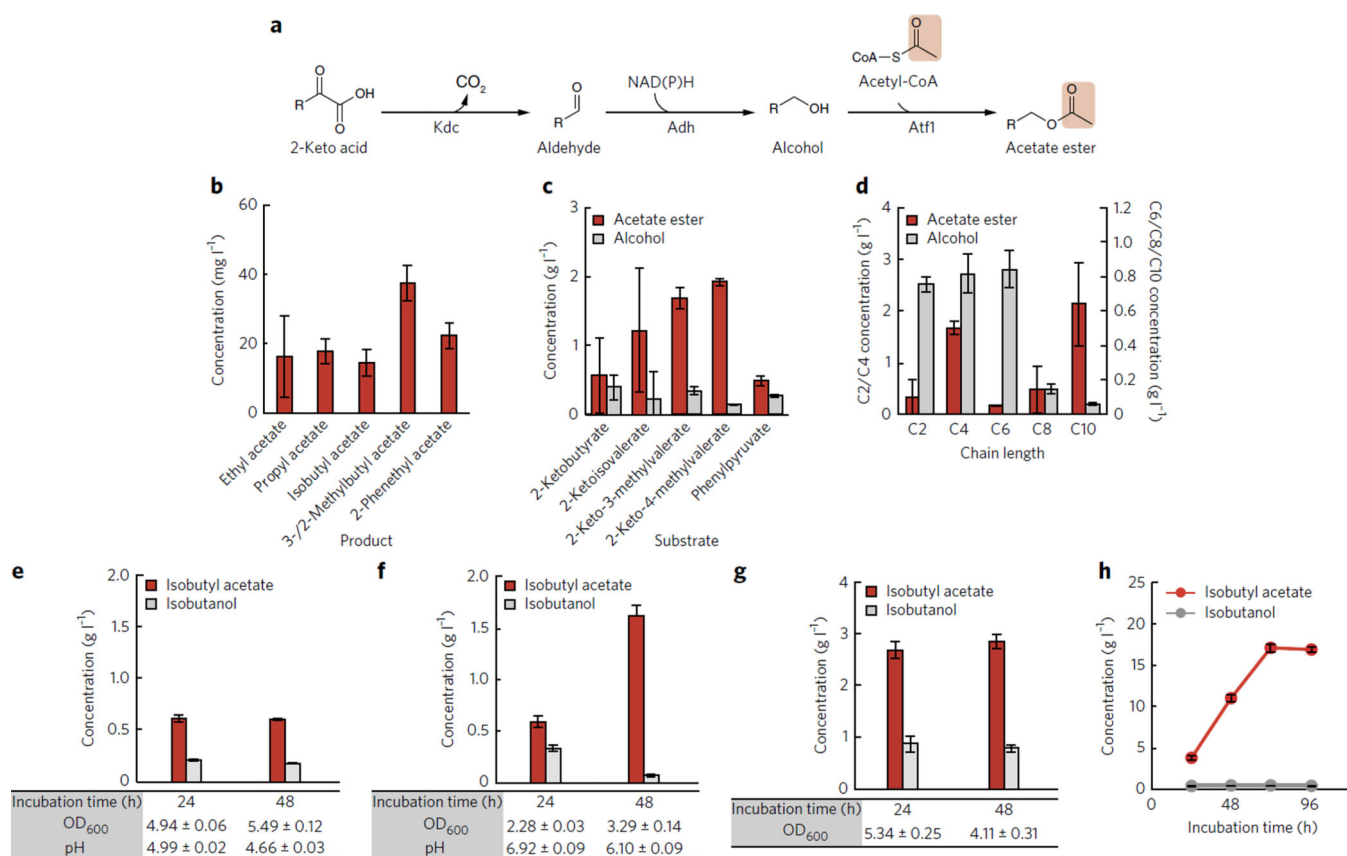 a
O
CoA–S
Acetyl-CoA
O
R
OH
O
2-Keto acid
CO2
Kdc
O
R
Aldehyde
NAD(P)H
Adh
R
OH
Alcohol
Atf1
O
R
O
Acetate ester
b
Concentration (mg l⁻¹)
60
40
20
0
Ethyl acetate
Propyl acetate
Isobutyl acetate
3-/2-Methylbutyl acetate
2-Phenethyl acetate
Product
c
Acetate ester
Alcohol
Concentration (g l⁻¹)
3
2
1
0
2-Ketobutyrate
2-Ketoisovalerate
2-Keto-3-methylvalerate
2-Keto-4-methylvalerate
Phenylpyruvate
Substrate
d
Acetate ester
Alcohol
C2/C4 concentration (g l⁻¹)
4
3
2
1
0
C6/C8/C10 concentration (g l⁻¹)
1.2
1.0
0.8
0.6
0.4
0.2
0
C2 C4 C6 C8 C10
Chain length
e
Isobutyl acetate
Isobutanol
Concentration (g l⁻¹)
2.0
1.5
1.0
0.5
0
Incubation time (h) 24 48
OD600 4.94 ± 0.06 5.49 ± 0.12
pH 4.99 ± 0.02 4.66 ± 0.03
f
Isobutyl acetate
Isobutanol
Concentration (g l⁻¹)
2.0
1.5
1.0
0.5
0
Incubation time (h) 24 48
OD600 2.28 ± 0.03 3.29 ± 0.14
pH 6.92 ± 0.09 6.10 ± 0.09
g
Isobutyl acetate
Isobutanol
Concentration (g l⁻¹)
4
3
2
1
0
Incubation time (h) 24 48
OD600 5.34 ± 0.25 4.11 ± 0.31
h
Isobutyl acetate
Isobutanol
Concentration (g l⁻¹)
25
20
15
10
5
0
0 48 96
Incubation time (h)